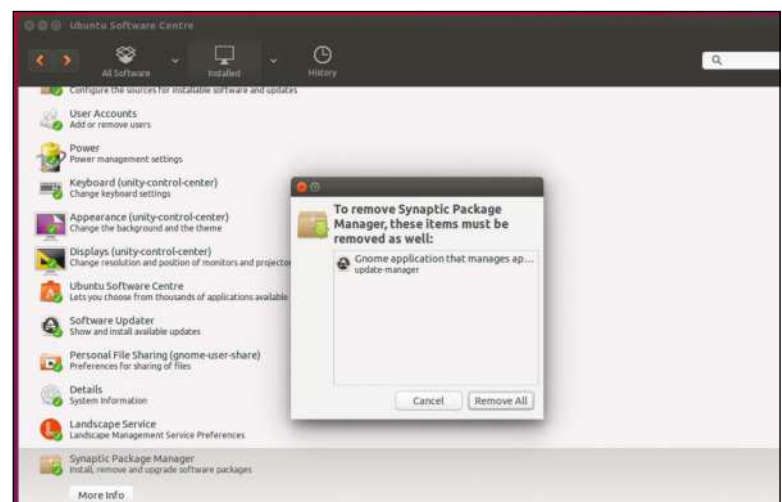 Ubuntu Software Centre
All Software
Installed
History
Configure the sources for installable software and updates
User Accounts
Add or remove users
Power
Power management settings
Keyboard (unity-control-center)
Change keyboard settings
Appearance (unity-control-center)
Change the background and the theme
Displays (unity-control-center)
Change resolution and position of monitors and projector
Ubuntu Software Centre
Lets you choose from thousands of applications available
Software Updater
Show and install available updates
Personal File Sharing (gnome-user-share)
Preferences for sharing of files
Details
System Information
Landscape Service
Landscape Management Service Preferences
Synaptic Package Manager
Install, remove and upgrade software packages
More Info
To remove Synaptic Package
Manager, these items must be
removed as well:
Gnome application that manages ap...
update-manager
Cancel
Remove All